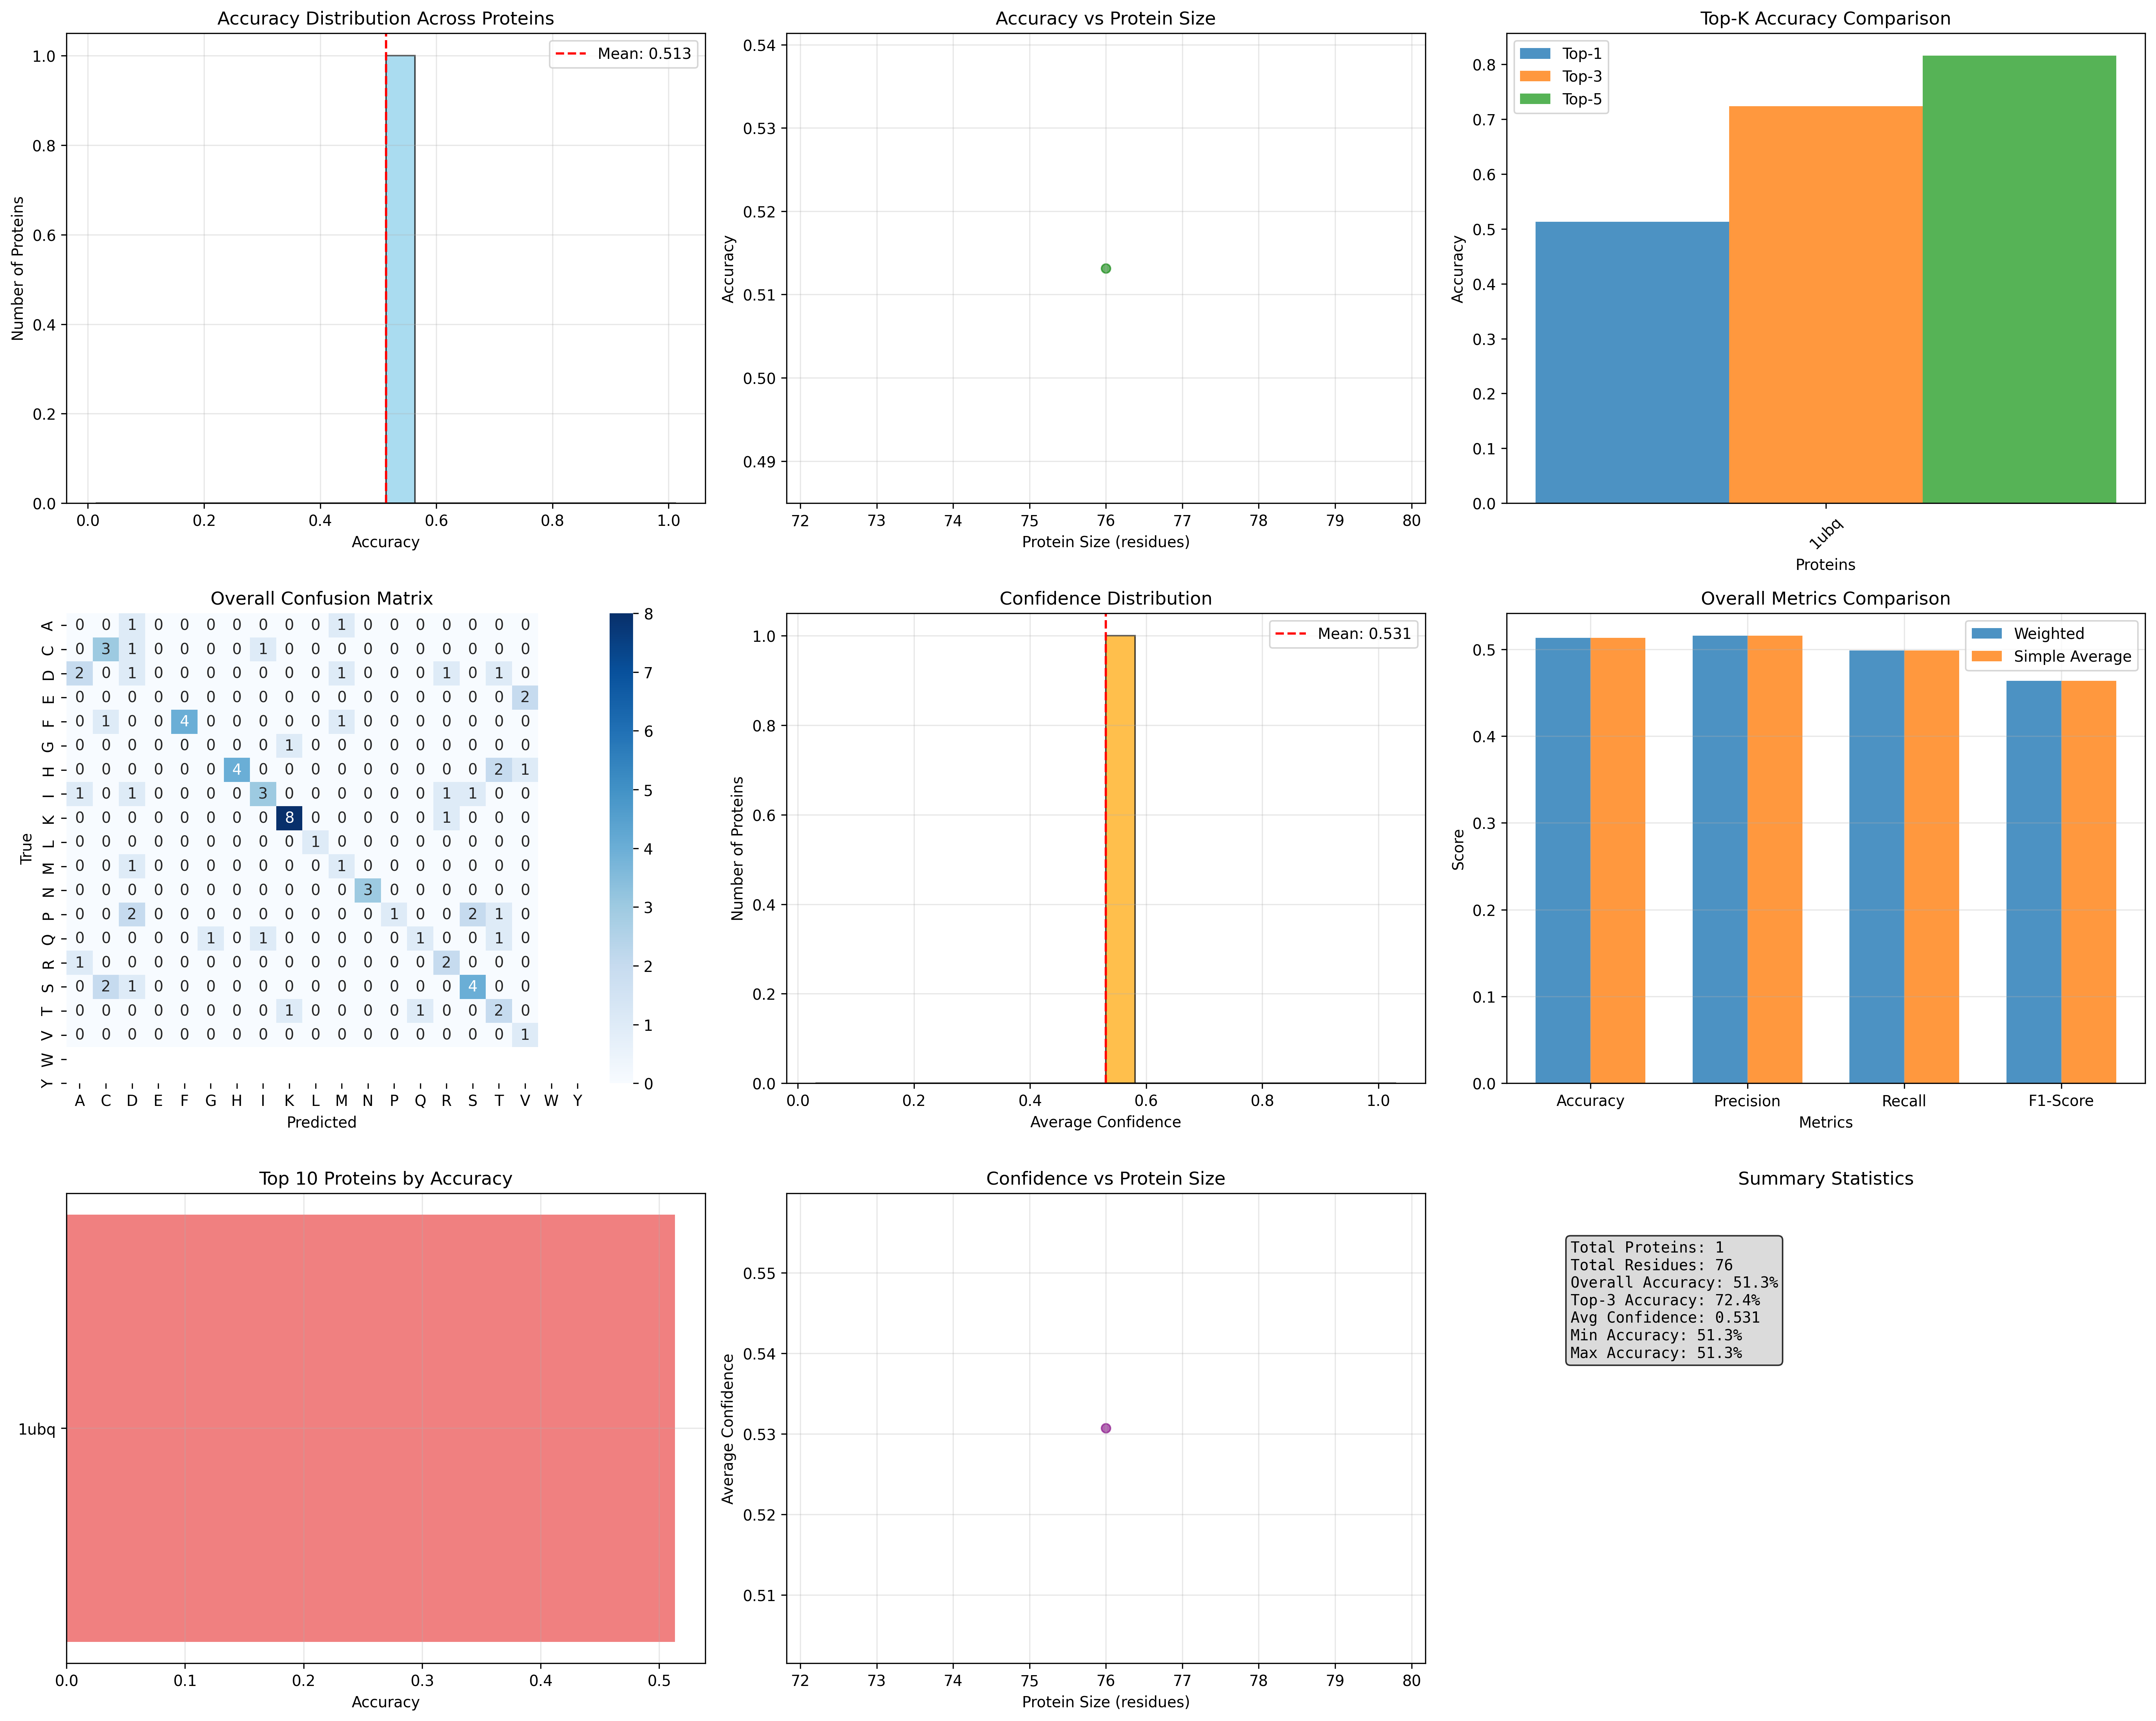 Accuracy Distribution Across Proteins
Number of Proteins
1.0
0.8
0.6
0.4
0.2
0.0
Mean: 0.513
0.0 0.2 0.4 0.6 0.8 1.0
Accuracy
Accuracy vs Protein Size
Accuracy
0.54
0.53
0.52
0.51
0.50
0.49
72 73 74 75 76 77 78 79 80
Protein Size (residues)
Top-K Accuracy Comparison
Top-1
Top-3
Top-5
Accuracy
0.8
0.7
0.6
0.5
0.4
0.3
0.2
0.1
0.0
1ubq
Proteins
Overall Confusion Matrix
True
A 0 0 1 0 0 0 0 0 0 0 1 0 0 0 0 0 0 0
C 0 3 1 0 0 0 0 1 0 0 0 0 0 0 0 0 0 0
D 2 0 1 0 0 0 0 0 0 0 1 0 0 0 1 0 1 0
E 0 0 0 0 0 0 0 0 0 0 0 0 0 0 0 0 0 2
F 0 1 0 0 4 0 0 0 0 0 1 0 0 0 0 0 0 0
G 0 0 0 0 0 0 0 0 1 0 0 0 0 0 0 0 0 0
H 0 0 0 0 0 0 4 0 0 0 0 0 0 0 0 0 2 1
I 1 0 1 0 0 0 0 3 0 0 0 0 0 0 1 1 0 0
K 0 0 0 0 0 0 0 0 8 0 0 0 0 0 1 0 0 0
L 0 0 0 0 0 0 0 0 0 1 0 0 0 0 0 0 0 0
M 0 0 1 0 0 0 0 0 0 0 1 0 0 0 0 0 0 0
N 0 0 0 0 0 0 0 0 0 0 0 3 0 0 0 0 0 0
P 0 0 2 0 0 0 0 0 0 0 0 0 1 0 0 2 1 0
Q 0 0 0 0 0 1 0 1 0 0 0 0 0 1 0 0 1 0
R 1 0 0 0 0 0 0 0 0 0 0 0 0 0 2 0 0 0
S 0 2 1 0 0 0 0 0 0 0 0 0 0 0 0 4 0 0
T 0 0 0 0 0 0 0 0 1 0 0 0 0 1 0 0 2 0
V 0 0 0 0 0 0 0 0 0 0 0 0 0 0 0 0 0 1
W
Y
A C D E F G H I K L M N P Q R S T V W Y
Predicted
8
7
6
5
4
3
2
1
0
Confidence Distribution
Number of Proteins
1.0
0.8
0.6
0.4
0.2
0.0
Mean: 0.531
0.0 0.2 0.4 0.6 0.8 1.0
Average Confidence
Overall Metrics Comparison
Weighted
Simple Average
Score
0.5
0.4
0.3
0.2
0.1
0.0
Accuracy Precision Recall F1-Score
Metrics
Top 10 Proteins by Accuracy
1ubq
0.0 0.1 0.2 0.3 0.4 0.5
Accuracy
Confidence vs Protein Size
Average Confidence
0.55
0.54
0.53
0.52
0.51
72 73 74 75 76 77 78 79 80
Protein Size (residues)
Summary Statistics
Total Proteins: 1
Total Residues: 76
Overall Accuracy: 51.3%
Top-3 Accuracy: 72.4%
Avg Confidence: 0.531
Min Accuracy: 51.3%
Max Accuracy: 51.3%